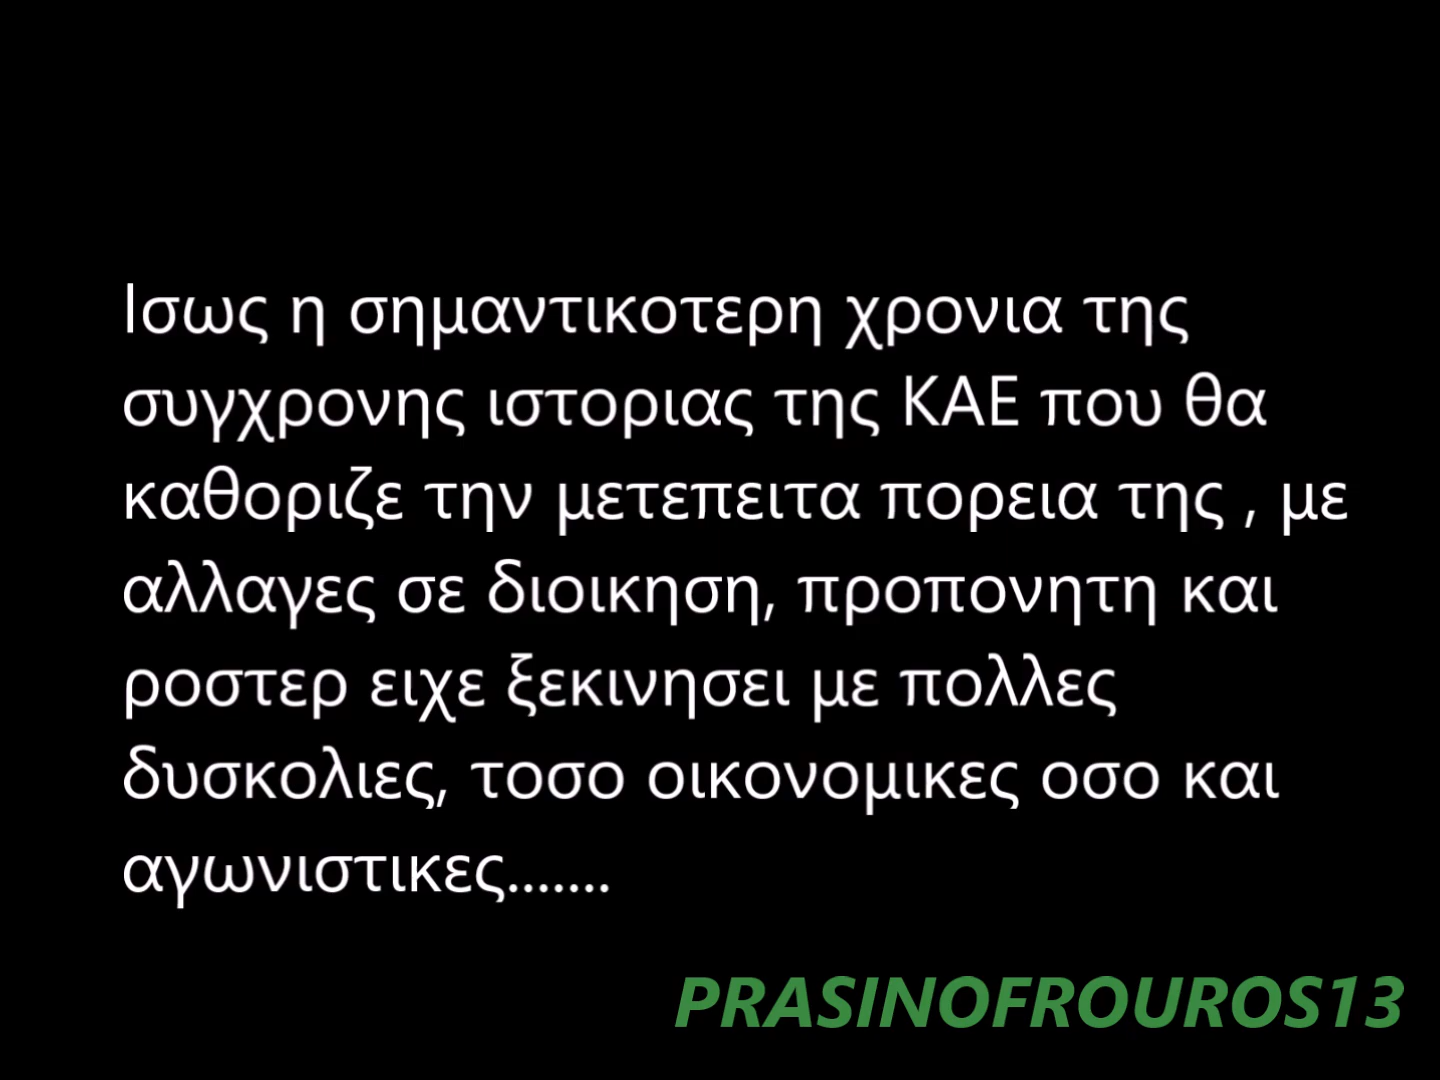 Ισως η σημαντικοτερη χρονια της
συγχρονης ιστοριας της ΚΑΕ που θα
καθοριζε την μετεπειτα πορεια της , με
αλλαγες σε διοικηση, προπονητη και
ροστερ ειχε ξεκινησει με πολλες
δυσκολιες, τοσο οικονομικες οσο και
αγωνιστικες.......
PRASINOFROUROS13